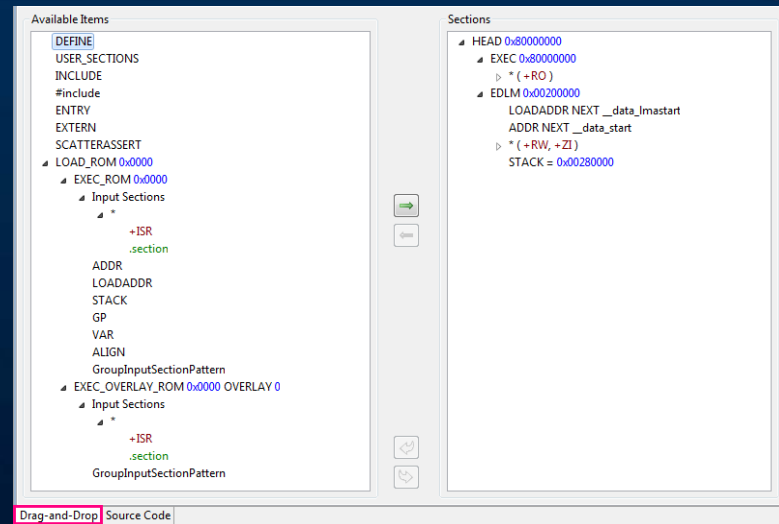 Available Items
DEFINE
USER_SECTIONS
INCLUDE
#include
ENTRY
EXTERN
SCATTERASSERT
LOAD_ROM 0x0000
EXEC_ROM 0x0000
Input Sections
*
+ISR
.section
ADDR
LOADADDR
STACK
GP
VAR
ALIGN
GroupInputSectionPattern
EXEC_OVERLAY_ROM 0x0000 OVERLAY 0
Input Sections
*
+ISR
.section
GroupInputSectionPattern
Sections
HEAD 0x80000000
EXEC 0x80000000
* ( +RO )
EDLM 0x00200000
LOADADDR NEXT __data_lmastart
ADDR NEXT __data_start
* ( +RW, +ZI )
STACK = 0x00280000
Drag-and-Drop Source Code